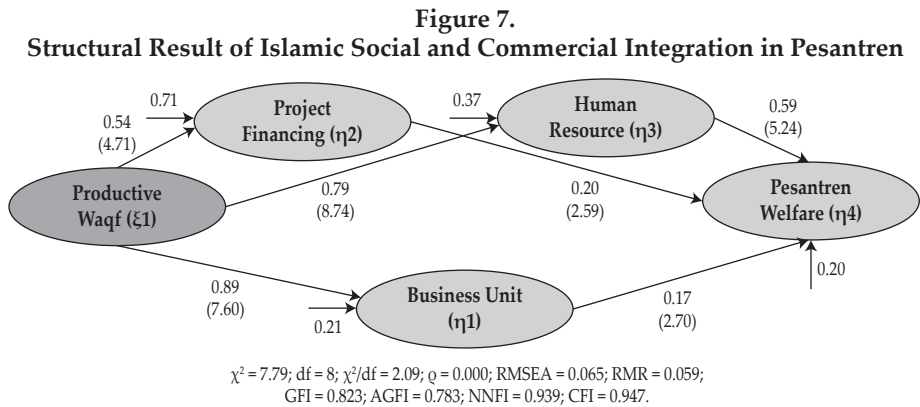 Figure 7.
Structural Result of Islamic Social and Commercial Integration in Pesantren
0.71
Project
Financing (η2)
0.37
Human
Resource (η3)
0.59
(5.24)
0.54
(4.71)
Productive
Waqf (ξ1)
0.79
(8.74)
0.20
(2.59)
Pesantren
Welfare (η4)
0.20
0.89
(7.60)
0.21
Business Unit
(η1)
0.17
(2.70)
χ² = 7.79; df = 8; χ²/df = 2.09; ϱ = 0.000; RMSEA = 0.065; RMR = 0.059;
GFI = 0.823; AGFI = 0.783; NNFI = 0.939; CFI = 0.947.